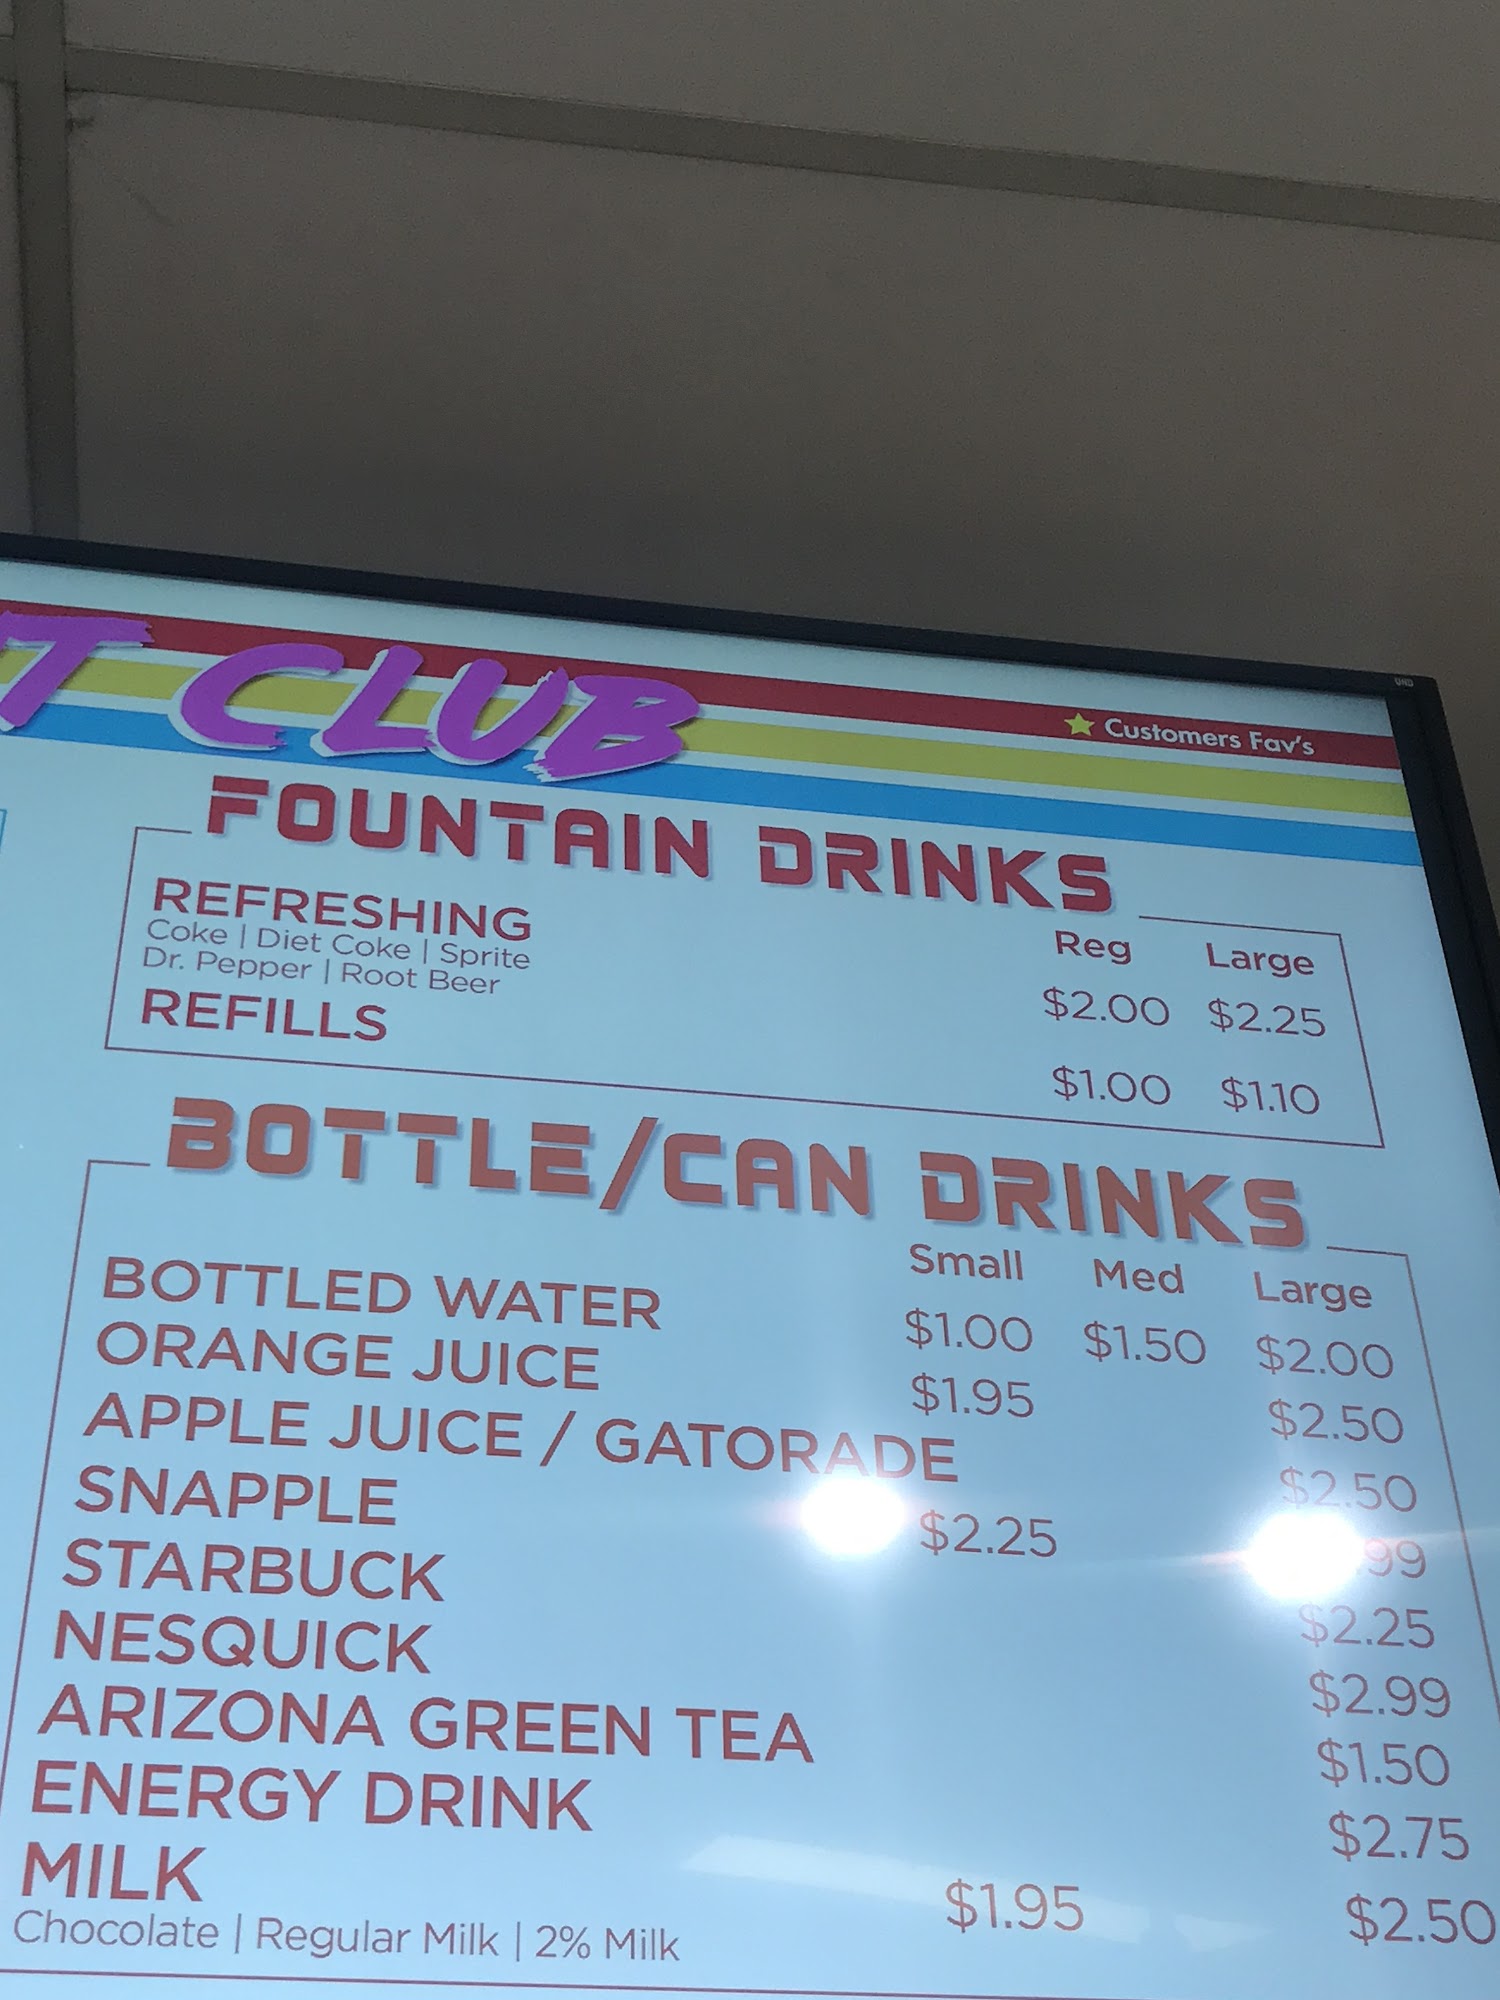 T CLUB
Customers Fav's
FOUNTAIN DRINKS
Reg Large
REFRESHING $2.00 $2.25
Coke | Diet Coke | Sprite
Dr. Pepper | Root Beer
REFILLS $1.00 $1.10
BOTTLE/CAN DRINKS
Small Med Large
BOTTLED WATER $1.00 $1.50 $2.00
ORANGE JUICE $1.95 $2.50
APPLE JUICE / GATORADE $2.50
SNAPPLE $2.25 .99
STARBUCK $2.25
NESQUICK $2.99
ARIZONA GREEN TEA $1.50
ENERGY DRINK $2.75
MILK $1.95 $2.50
Chocolate | Regular Milk | 2% Milk